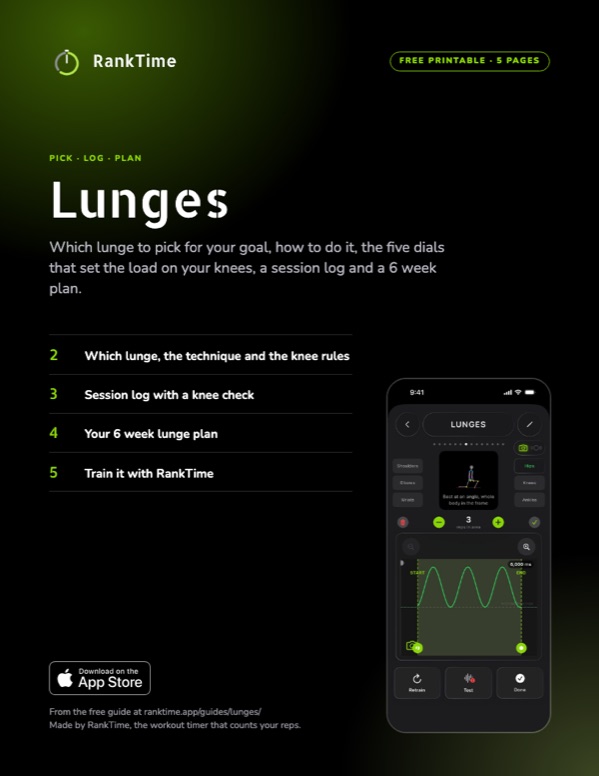 RankTime
FREE PRINTABLE · 5 PAGES
PICK · LOG · PLAN
Lunges
Which lunge to pick for your goal, how to do it, the five dials
that set the load on your knees, a session log and a 6 week
plan.
2 Which lunge, the technique and the knee rules
3 Session log with a knee check
4 Your 6 week lunge plan
5 Train it with RankTime
9:41
LUNGES
Shoulders
Elbows
Wrists
Hips
Knees
Ankles
Best at an angle, whole
body in the frame
3
5,000 ms
START
END
Retrain
Test
Done
Download on the
App Store
From the free guide at ranktime.app/guides/lunges/
Made by RankTime, the workout timer that counts your reps.